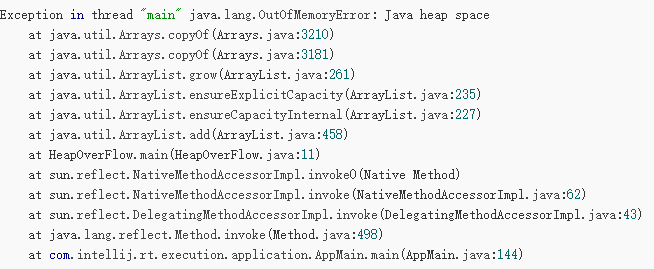 Exception in thread "main" java.lang.OutOfMemoryError: Java heap space
at java.util.Arrays.copyOf(Arrays.java:3210)
at java.util.Arrays.copyOf(Arrays.java:3181)
at java.util.ArrayList.grow(ArrayList.java:261)
at java.util.ArrayList.ensureExplicitCapacity(ArrayList.java:235)
at java.util.ArrayList.ensureCapacityInternal(ArrayList.java:227)
at java.util.ArrayList.add(ArrayList.java:458)
at HeapOverFlow.main(HeapOverFlow.java:11)
at sun.reflect.NativeMethodAccessorImpl.invoke0(Native Method)
at sun.reflect.NativeMethodAccessorImpl.invoke(NativeMethodAccessorImpl.java:62)
at sun.reflect.DelegatingMethodAccessorImpl.invoke(DelegatingMethodAccessorImpl.java:43)
at java.lang.reflect.Method.invoke(Method.java:498)
at com.intellij.rt.execution.application.AppMain.main(AppMain.java:144)